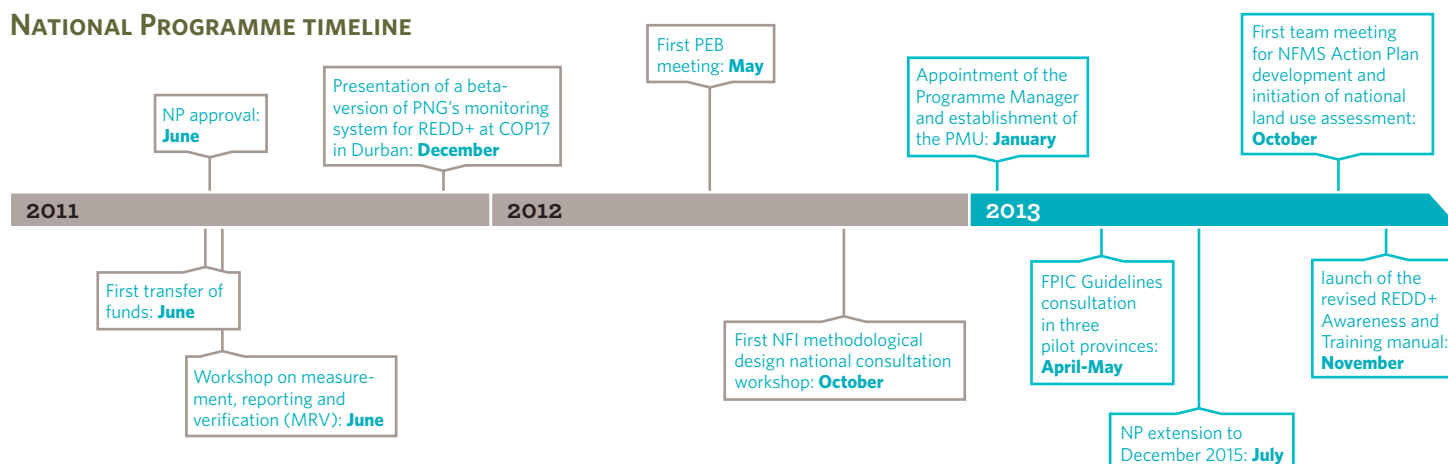 NATIONAL PROGRAMME TIMELINE
NP approval:
June
Presentation of a beta-
version of PNG's monitoring
system for REDD+ at COP17
in Durban: December
First PEB
meeting: May
Appointment of the
Programme Manager
and establishment of
the PMU: January
First team meeting
for NFMS Action Plan
development and
initiation of national
land use assessment:
October
2011
2012
2013
First transfer of
funds: June
Workshop on measure-
ment, reporting and
verification (MRV): June
First NFI methodological
design national consultation
workshop: October
FPIC Guidelines
consultation
in three
pilot provinces:
April-May
NP extension to
December 2015: July
launch of the
revised REDD+
Awareness and
Training manual:
November